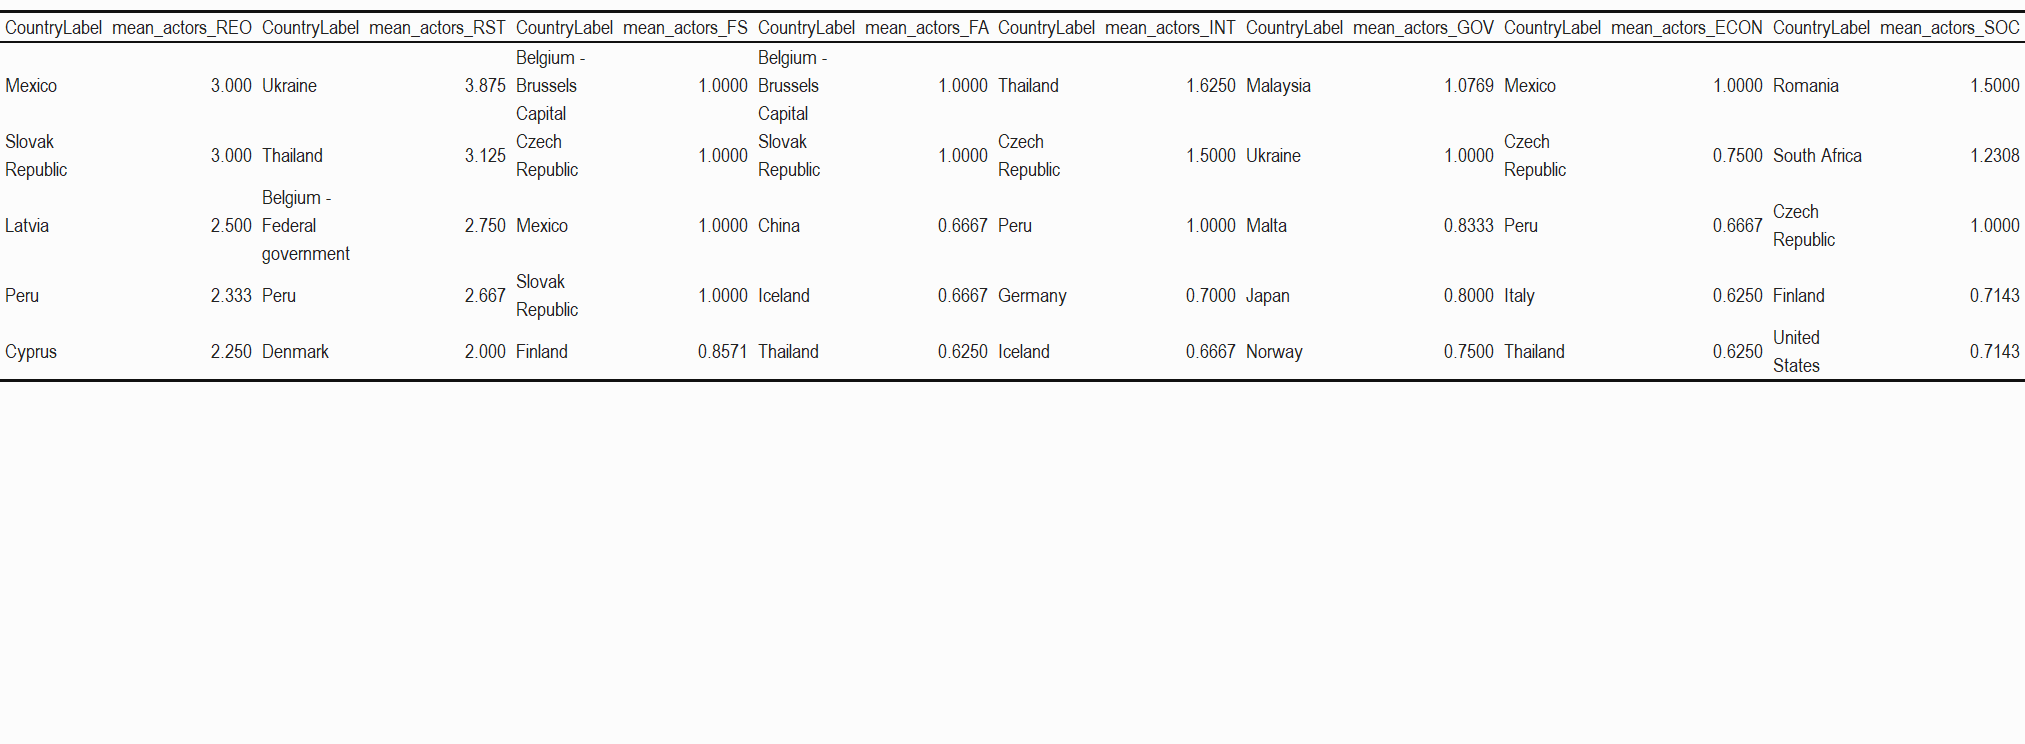 CountryLabel mean_actors_REO CountryLabel mean_actors_RST CountryLabel mean_actors_FS CountryLabel mean_actors_FA CountryLabel mean_actors_INT CountryLabel mean_actors_GOV CountryLabel mean_actors_ECON CountryLabel mean_actors_SOC
Mexico 3.000 Ukraine 3.875 Belgium - Brussels Capital 1.0000 Belgium - Brussels Capital 1.0000 Thailand 1.6250 Malaysia 1.0769 Mexico 1.0000 Romania 1.5000
Slovak Republic 3.000 Thailand 3.125 Czech Republic 1.0000 Slovak Republic 1.0000 Czech Republic 1.5000 Ukraine 1.0000 Czech Republic 0.7500 South Africa 1.2308
Latvia 2.500 Belgium - Federal government 2.750 Mexico 1.0000 China 0.6667 Peru 1.0000 Malta 0.8333 Peru 0.6667 Czech Republic 1.0000
Peru 2.333 Peru 2.667 Slovak Republic 1.0000 Iceland 0.6667 Germany 0.7000 Japan 0.8000 Italy 0.6250 Finland 0.7143
Cyprus 2.250 Denmark 2.000 Finland 0.8571 Thailand 0.6250 Iceland 0.6667 Norway 0.7500 Thailand 0.6250 United States 0.7143